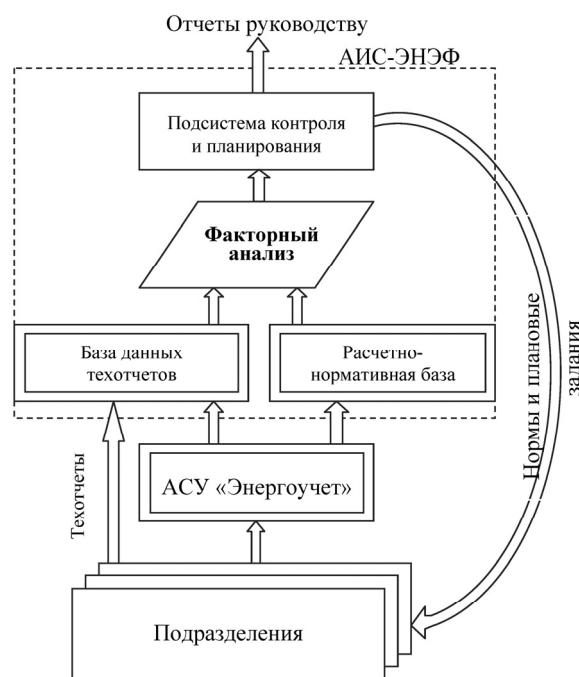 Отчеты руководству
АИС-ЭНЭФ
Подсистема контроля
и планирования
Факторный
анализ
База данных
техотчетов
Расчетно-
нормативная база
Нормы и плановые
задания
Техотчеты
АСУ «Энергоучет»
Подразделения